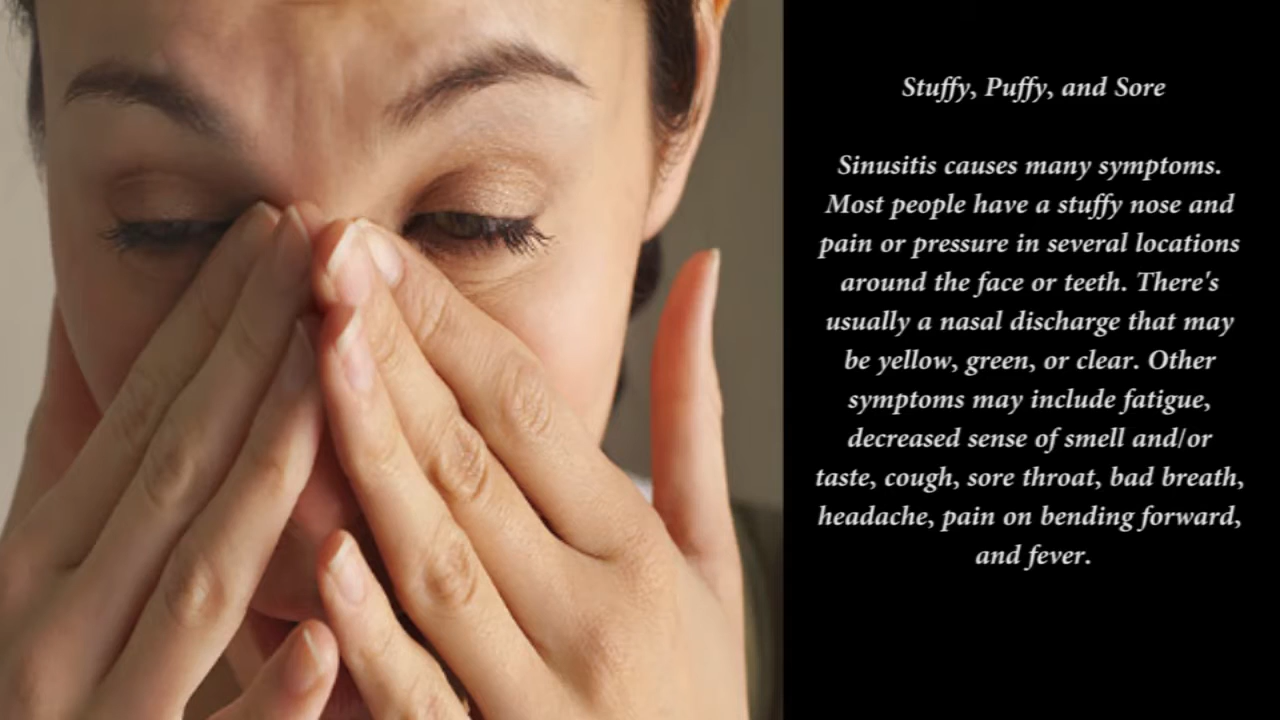 Stuffy, Puffy, and Sore
Sinusitis causes many symptoms.
Most people have a stuffy nose and
pain or pressure in several locations
around the face or teeth. There's
usually a nasal discharge that may
be yellow, green, or clear. Other
symptoms may include fatigue,
decreased sense of smell and/or
taste, cough, sore throat, bad breath,
headache, pain on bending forward,
and fever.